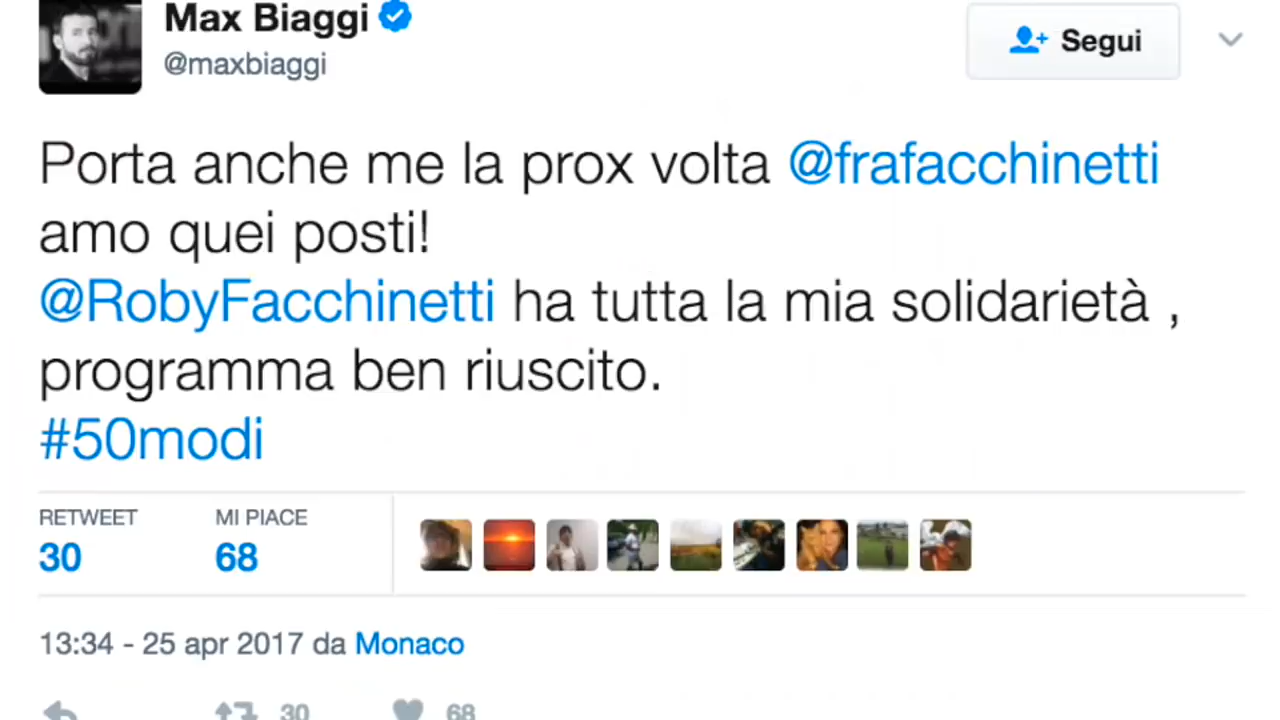 Max Biaggi
@maxbiaggi
Segui
Porta anche me la prox volta @frafacchinetti
amo quei posti!
@RobyFacchinetti ha tutta la mia solidarietà ,
programma ben riuscito.
#50modi
RETWEET MI PIACE
30 68
13:34 - 25 apr 2017 da Monaco
30 68